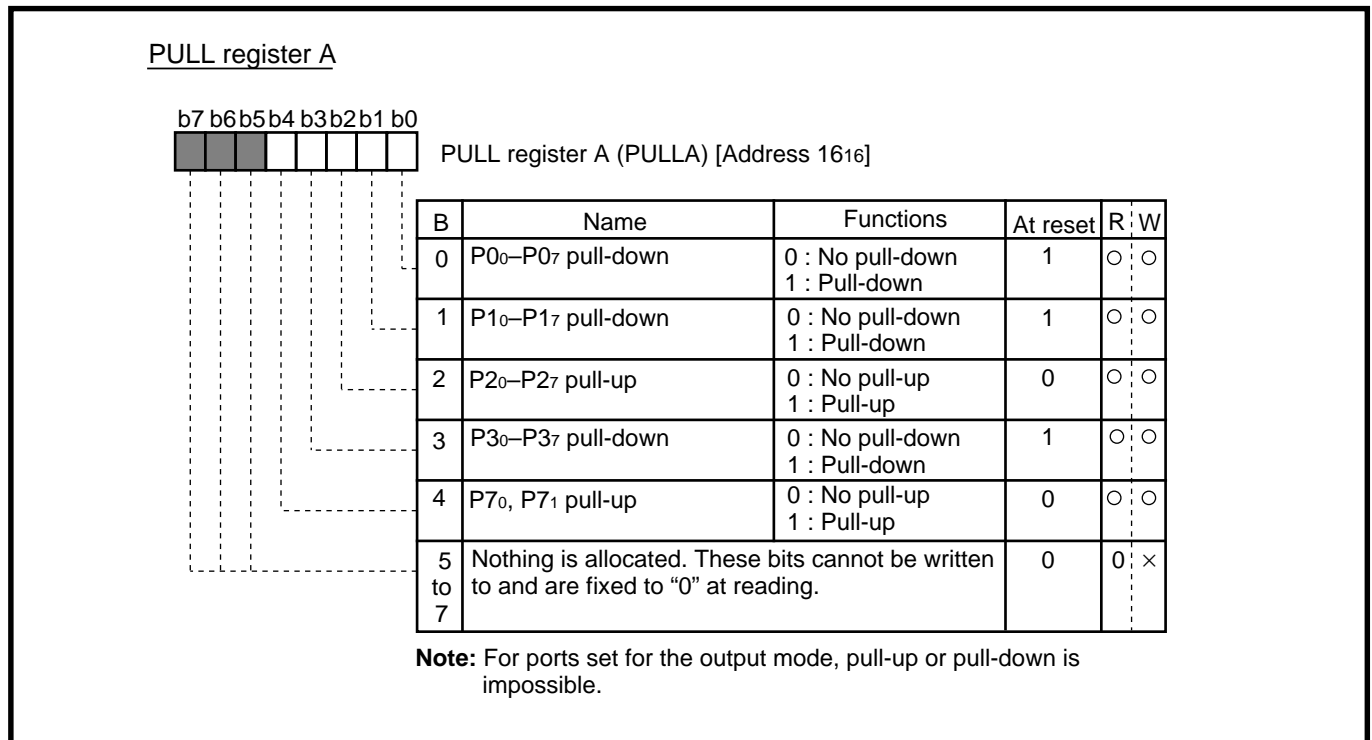 PULL register A
b7 b6 b5 b4 b3 b2 b1 b0
PULL register A (PULLA) [Address 1616]
B Name Functions At reset R W
0 P00–P07 pull-down 0 : No pull-down 1 ○ ○
1 : Pull-down
1 P10–P17 pull-down 0 : No pull-down 1 ○ ○
1 : Pull-down
2 P20–P27 pull-up 0 : No pull-up 0 ○ ○
1 : Pull-up
3 P30–P37 pull-down 0 : No pull-down 1 ○ ○
1 : Pull-down
4 P70, P71 pull-up 0 : No pull-up 0 ○ ○
1 : Pull-up
5 Nothing is allocated. These bits cannot be written 0 0 ×
to to and are fixed to “0” at reading.
7
Note: For ports set for the output mode, pull-up or pull-down is
impossible.